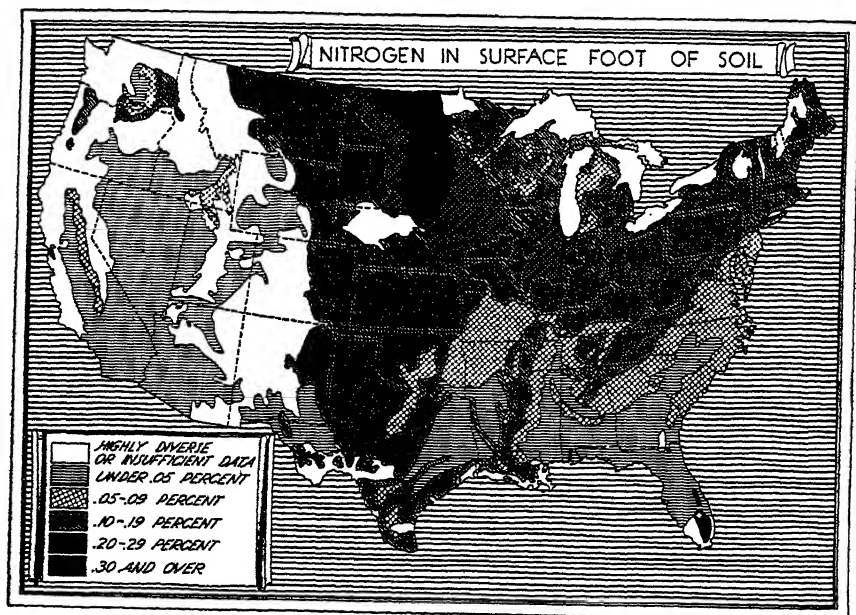 NITROGEN IN SURFACE FOOT OF SOIL
HIGHLY DIVERSE
OR INSUFFICIENT DATA
UNDER .05 PERCENT
.05-.09 PERCENT
.10-.19 PERCENT
.20-.29 PERCENT
.30 AND OVER